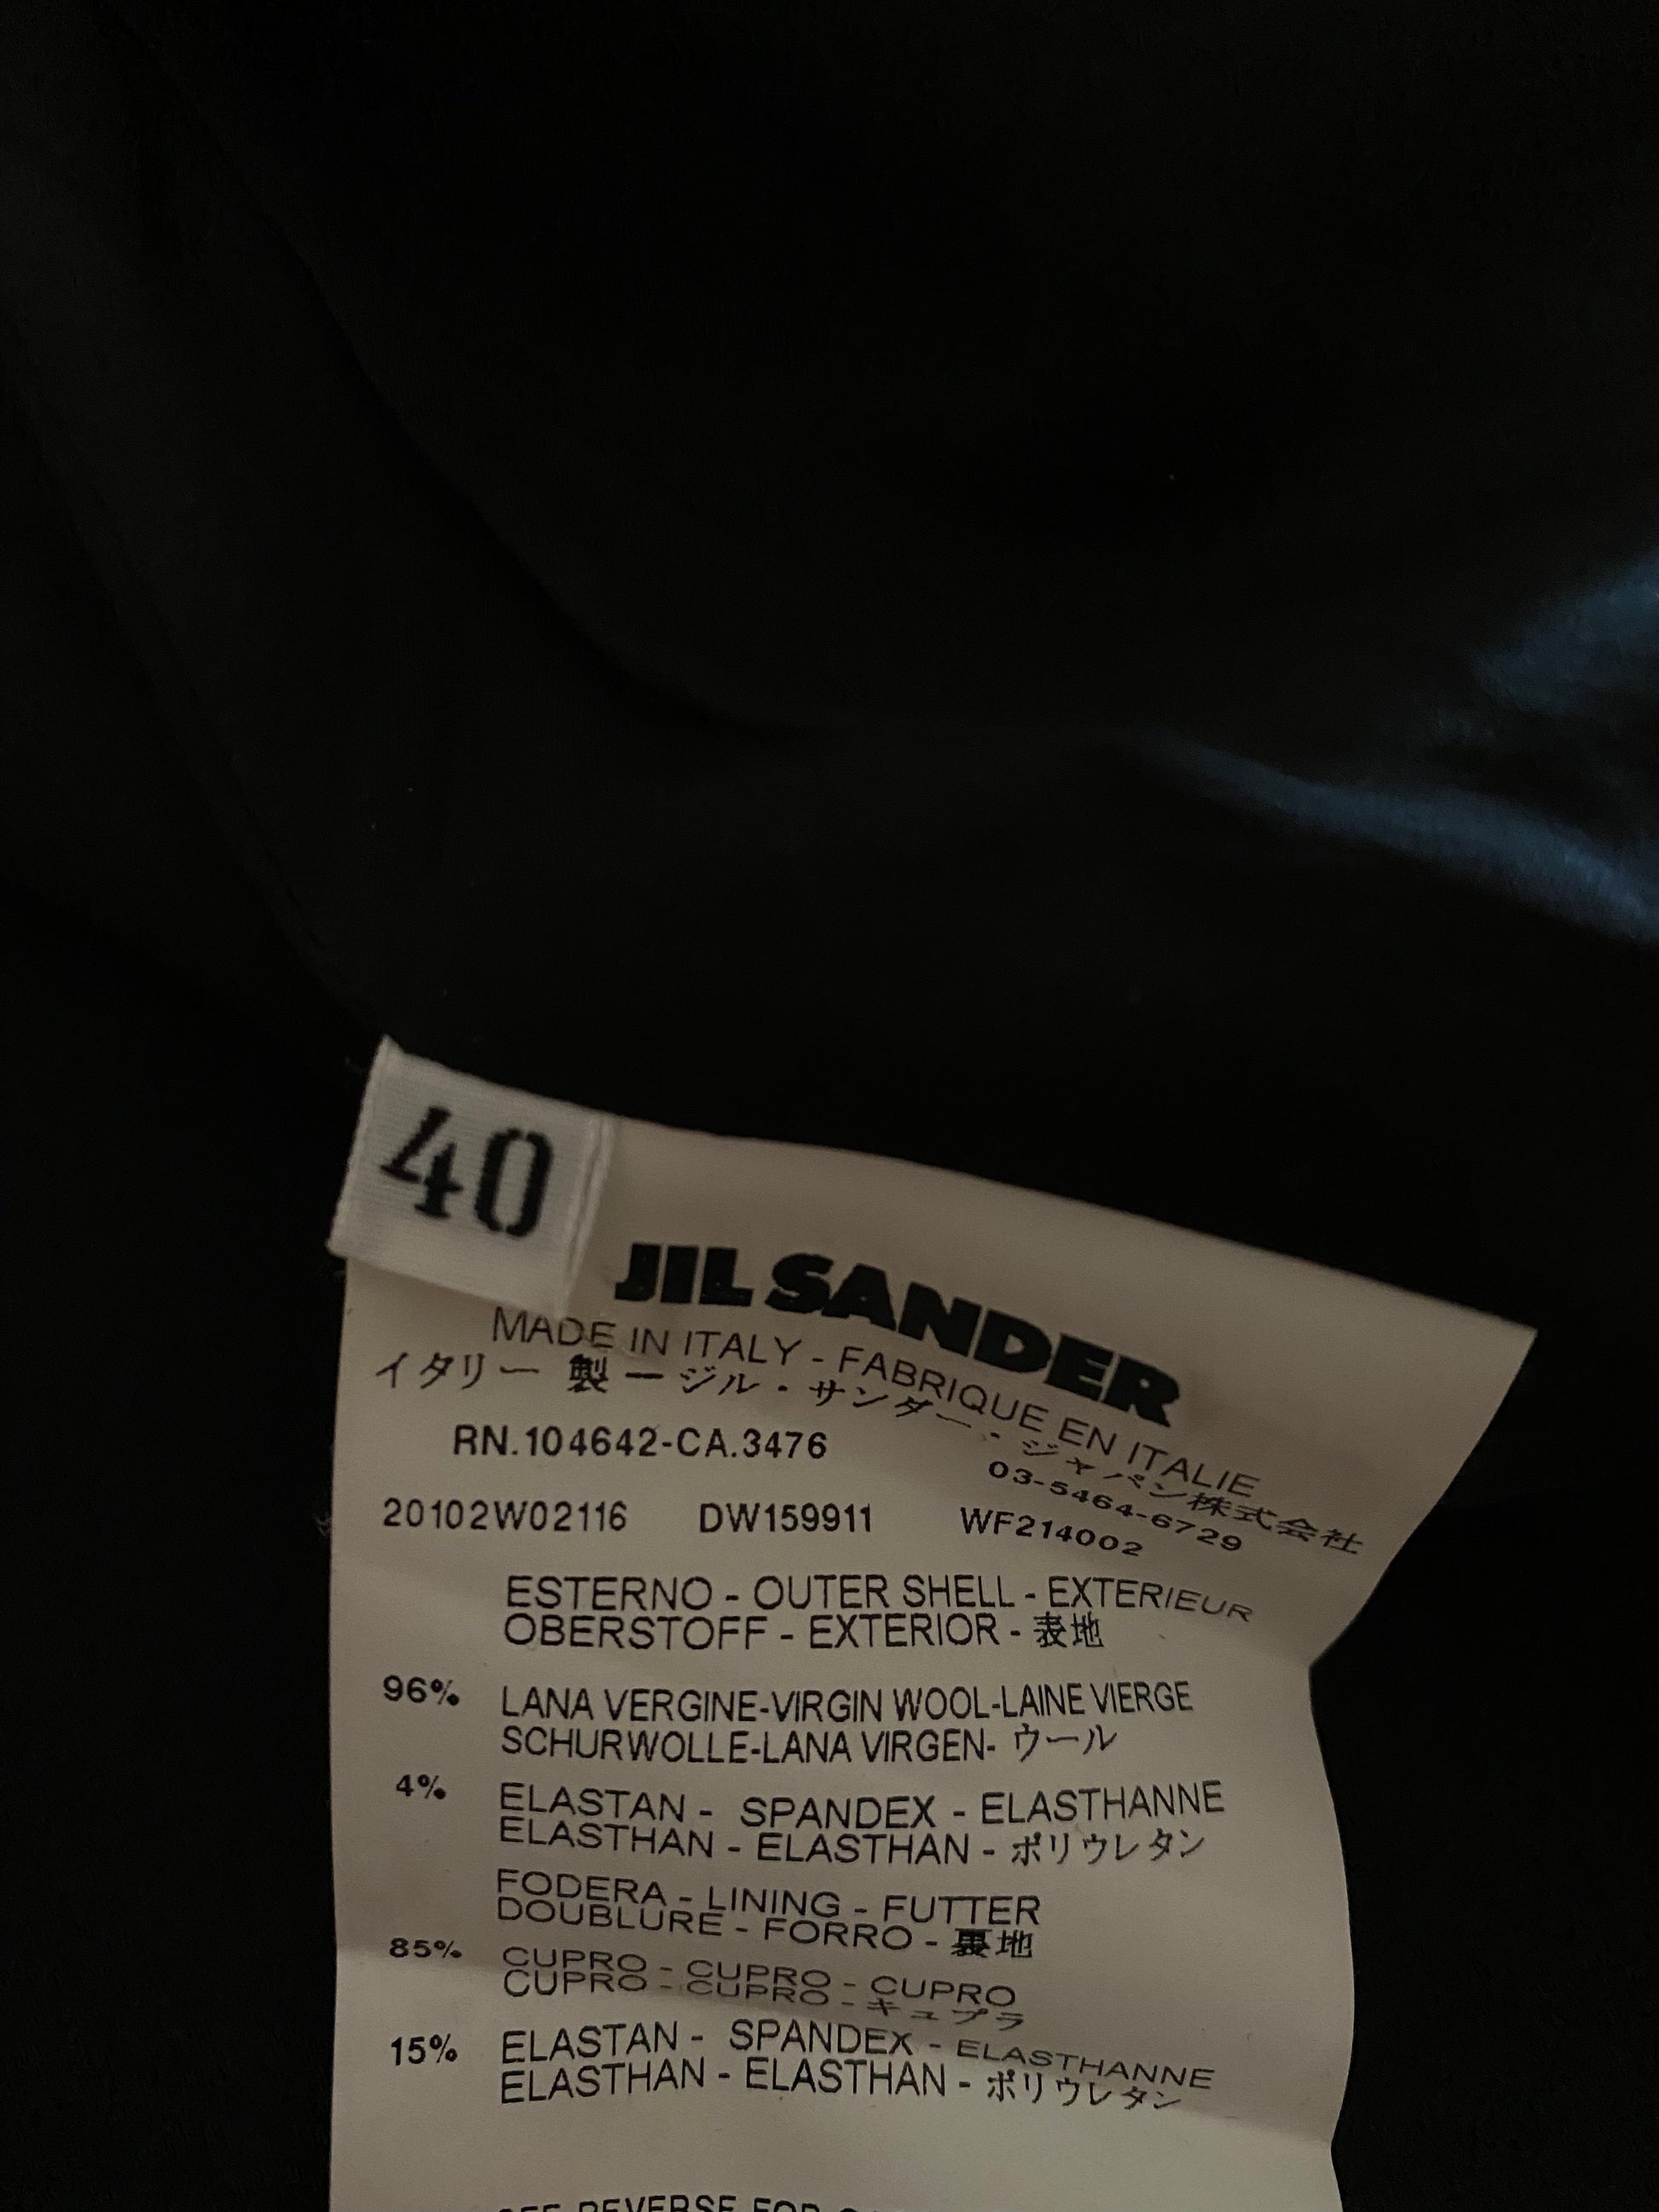 40
JIL SANDER
MADE IN ITALY - FABRIQUE EN ITALIE
イタリー 製 ー ジル・サンダー・ジャパン株式会社
RN.104642-CA.3476
03-5464-6729
20102W02116 DW159911 WF214002
ESTERNO - OUTER SHELL - EXTERIEUR
OBERSTOFF - EXTERIOR - 表地
96% LANA VERGINE-VIRGIN WOOL-LAINE VIERGE
SCHURWOLLE-LANA VIRGEN- ウール
4% ELASTAN - SPANDEX - ELASTHANNE
ELASTHAN - ELASTHAN - ポリウレタン
FODERA - LINING - FUTTER
DOUBLURE - FORRO - 裏地
85% CUPRO - CUPRO - CUPRO
CUPRO - CUPRO - キュプラ
15% ELASTAN - SPANDEX - ELASTHANNE
ELASTHAN - ELASTHAN - ポリウレタン
REVERSE FOR